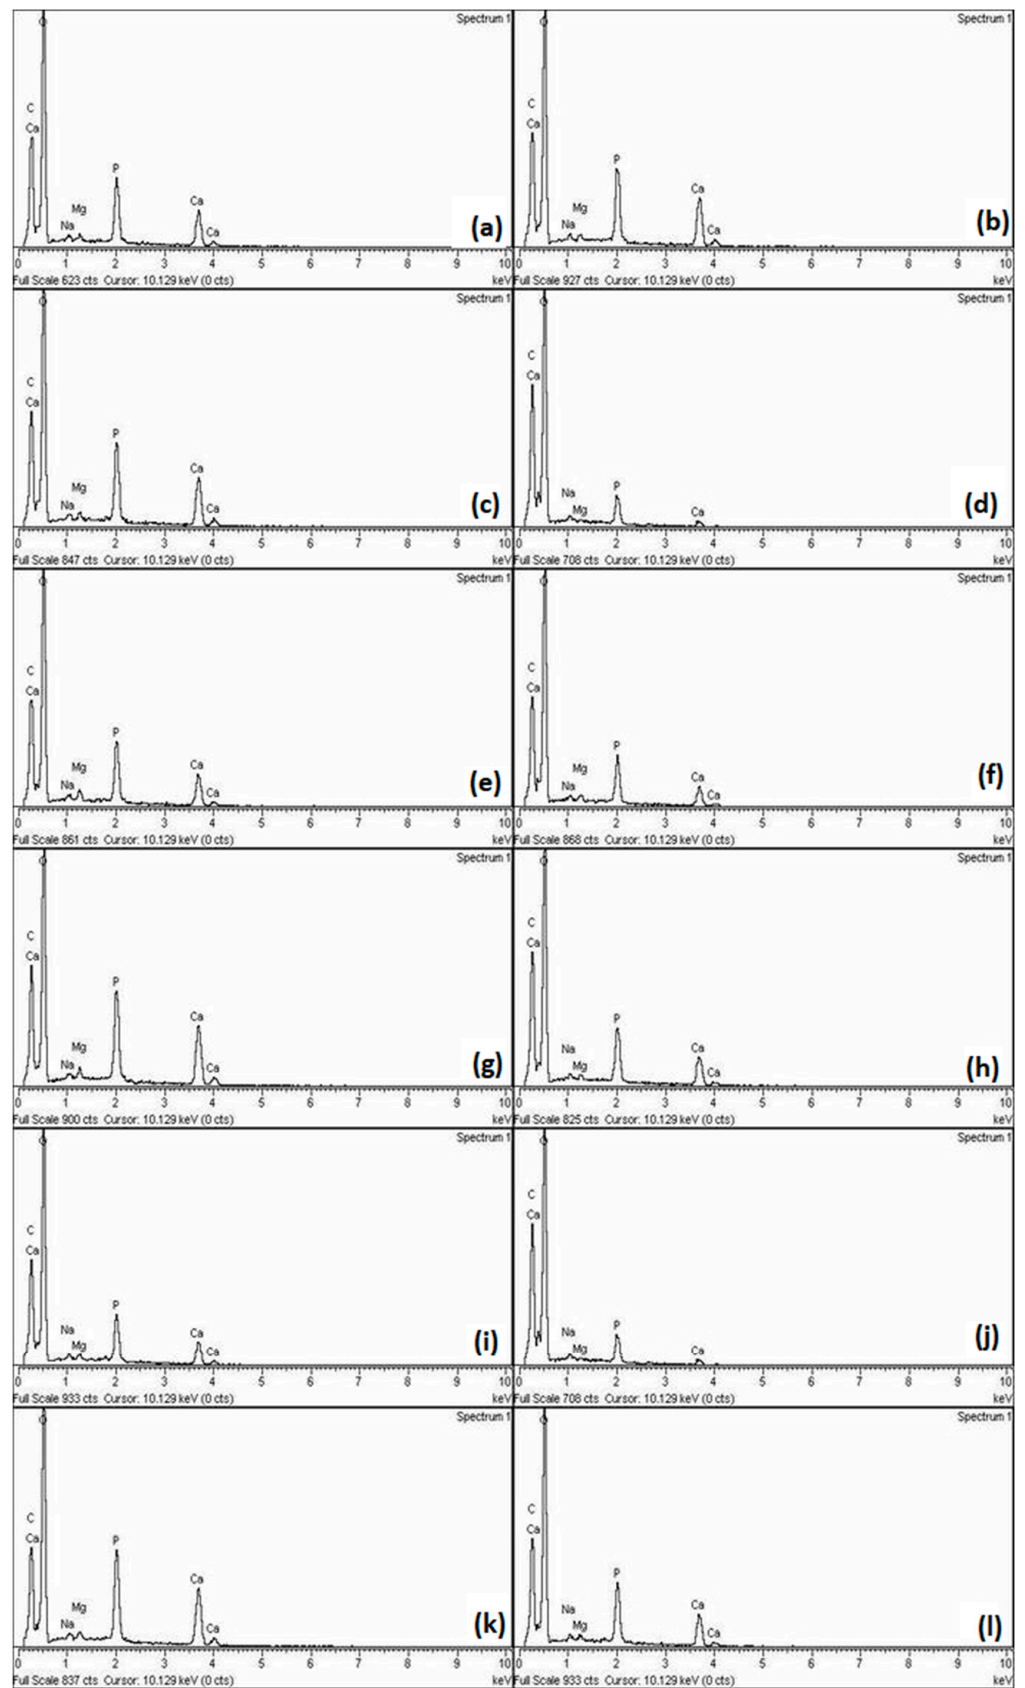 Spectrum 1
O
C
Ca
P
Ca
Mg
Na
Ca
(a)
0 1 2 3 4 5 6 7 8 9 10
Full Scale 623 cts Cursor: 10.129 keV (0 cts) keV
Spectrum 1
O
C
Ca
P
Ca
Mg
Na
Ca
(b)
0 1 2 3 4 5 6 7 8 9 10
Full Scale 927 cts Cursor: 10.129 keV (0 cts) keV
Spectrum 1
O
C
Ca
P
Ca
Mg
Na
Ca
(c)
0 1 2 3 4 5 6 7 8 9 10
Full Scale 847 cts Cursor: 10.129 keV (0 cts) keV
Spectrum 1
O
C
Ca
P
Na
Mg
Ca
(d)
0 1 2 3 4 5 6 7 8 9 10
Full Scale 708 cts Cursor: 10.129 keV (0 cts) keV
Spectrum 1
O
C
Ca
P
Ca
Mg
Na
Ca
(e)
0 1 2 3 4 5 6 7 8 9 10
Full Scale 861 cts Cursor: 10.129 keV (0 cts) keV
Spectrum 1
O
C
Ca
P
Ca
Mg
Na
Ca
(f)
0 1 2 3 4 5 6 7 8 9 10
Full Scale 868 cts Cursor: 10.129 keV (0 cts) keV
Spectrum 1
O
C
Ca
P
Ca
Mg
Na
Ca
(g)
0 1 2 3 4 5 6 7 8 9 10
Full Scale 900 cts Cursor: 10.129 keV (0 cts) keV
Spectrum 1
O
C
Ca
P
Na
Ca
Mg
Ca
(h)
0 1 2 3 4 5 6 7 8 9 10
Full Scale 825 cts Cursor: 10.129 keV (0 cts) keV
Spectrum 1
O
C
Ca
P
Na
Ca
Mg
Ca
(i)
0 1 2 3 4 5 6 7 8 9 10
Full Scale 933 cts Cursor: 10.129 keV (0 cts) keV
Spectrum 1
O
C
Ca
P
Na
Mg
Ca
(j)
0 1 2 3 4 5 6 7 8 9 10
Full Scale 708 cts Cursor: 10.129 keV (0 cts) keV
Spectrum 1
O
C
Ca
P
Ca
Mg
Na
Ca
(k)
0 1 2 3 4 5 6 7 8 9 10
Full Scale 837 cts Cursor: 10.129 keV (0 cts) keV
Spectrum 1
O
C
Ca
P
Ca
Na
Mg
Ca
(l)
0 1 2 3 4 5 6 7 8 9 10
Full Scale 933 cts Cursor: 10.129 keV (0 cts) keV